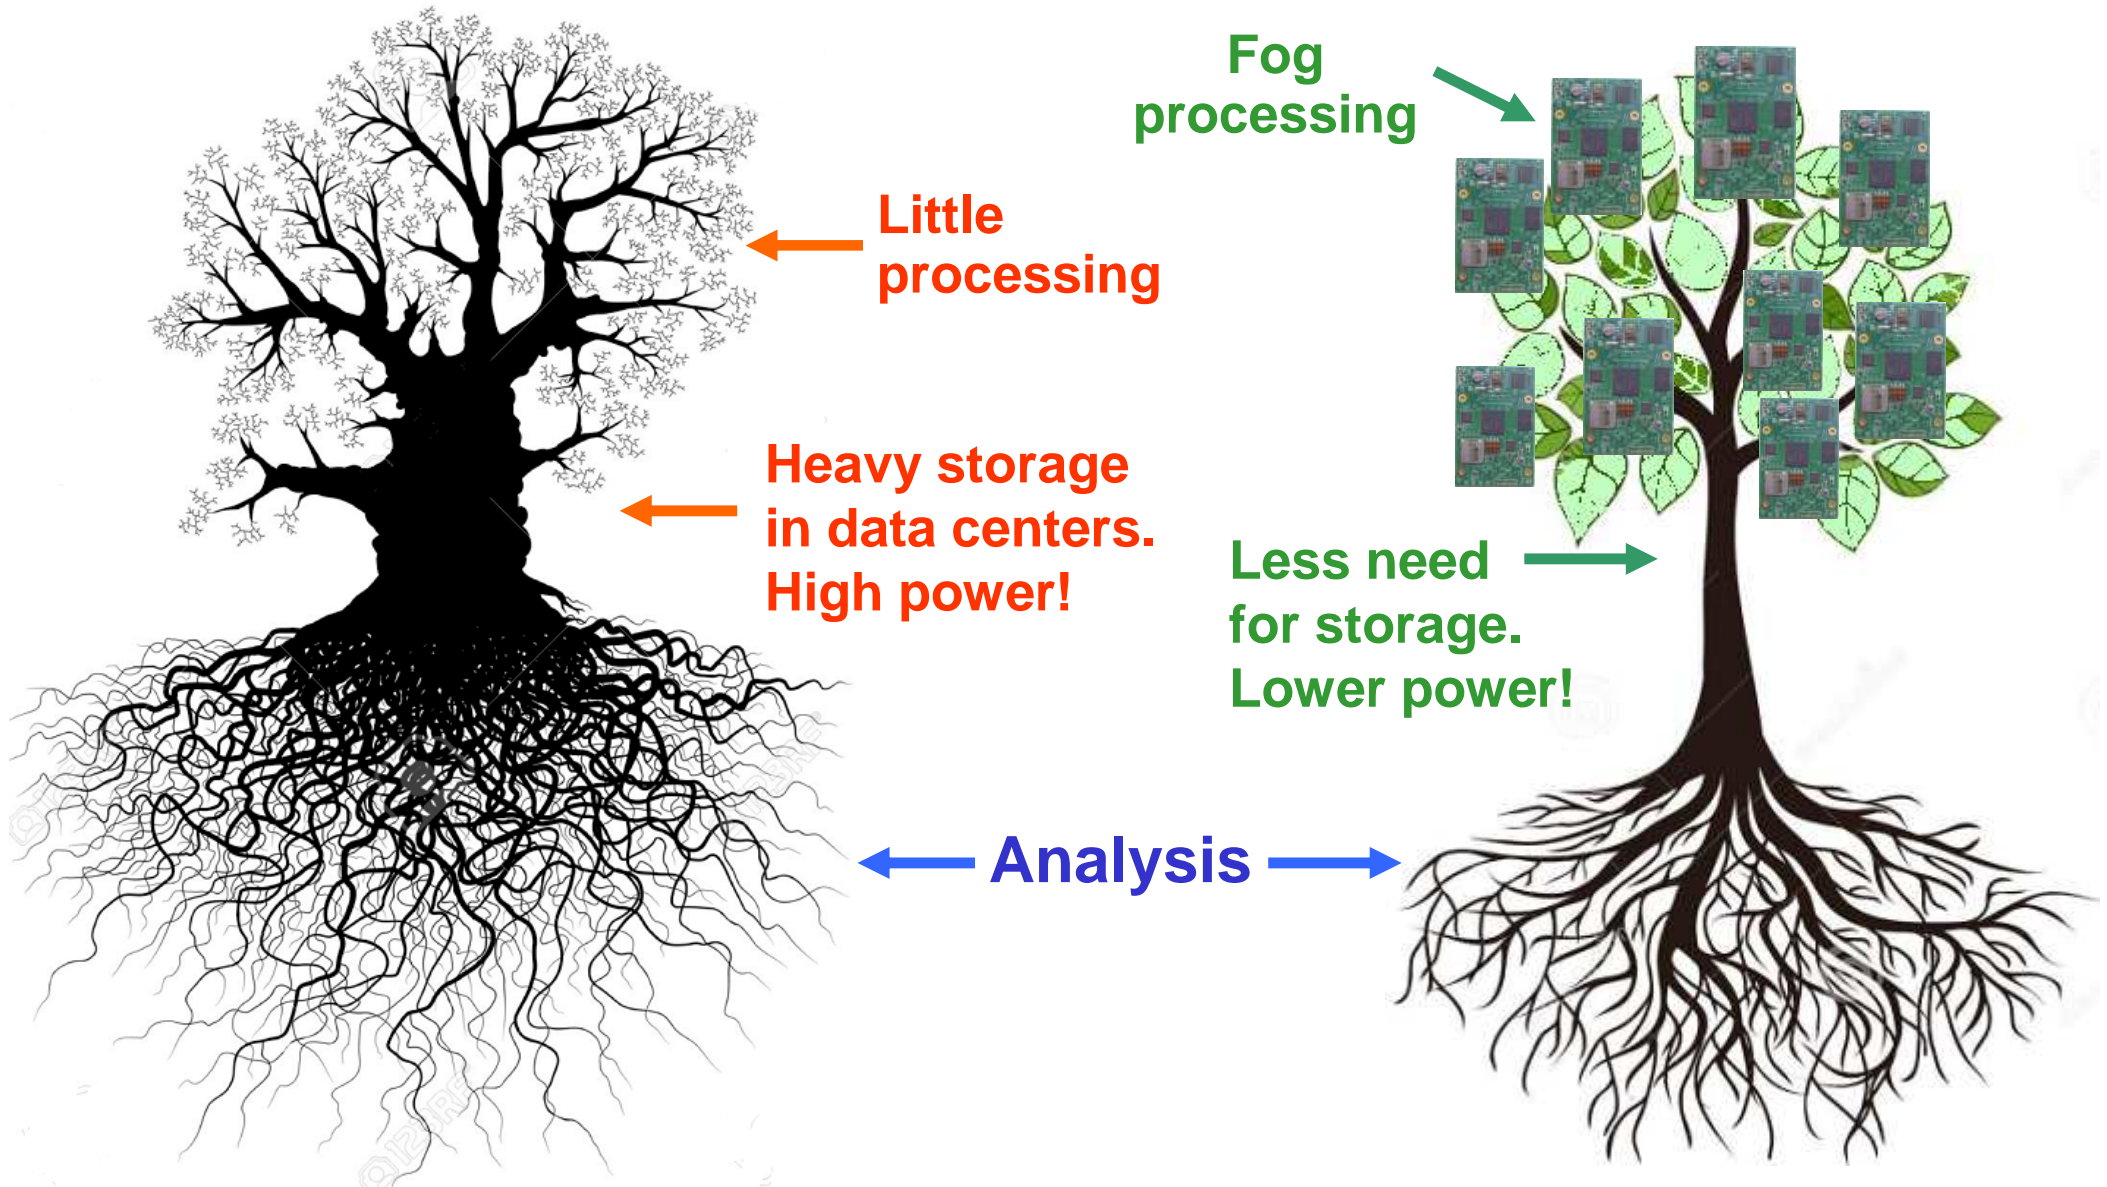 Little
processing
Heavy storage
in data centers.
High power!
Fog
processing
Less need
for storage.
Lower power!
Analysis